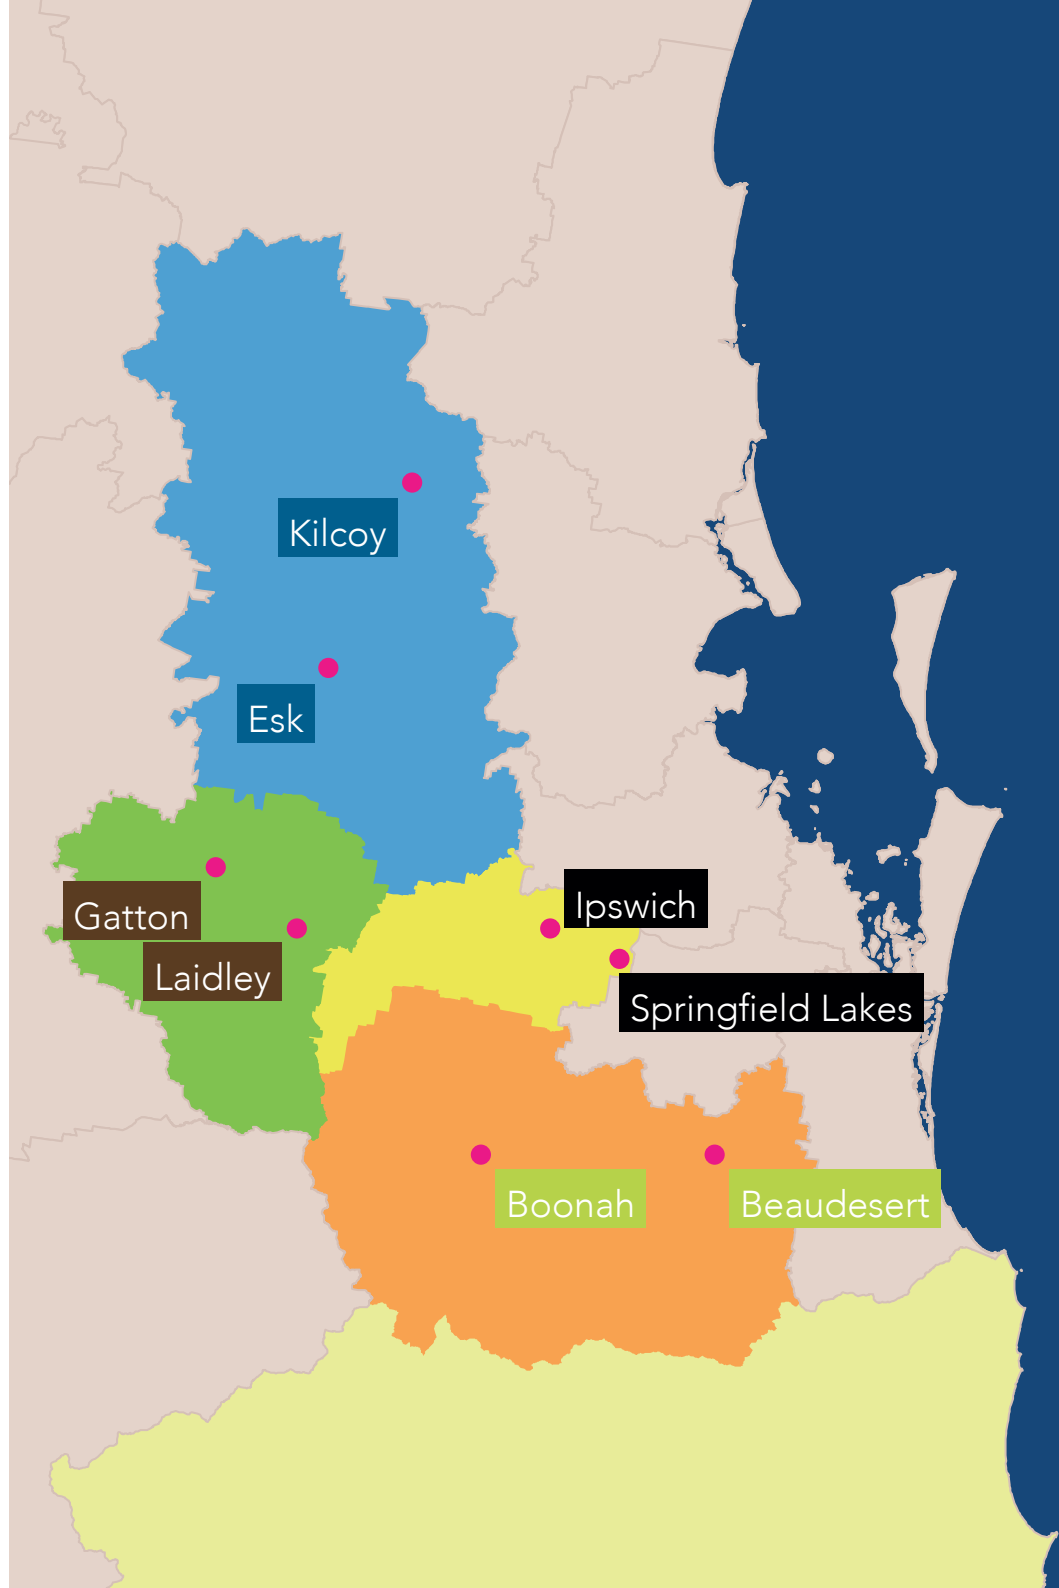 Kilcoy
Esk
Ipswich
Gatton
Laidley
Springfield Lakes
Boonah
Beaudesert